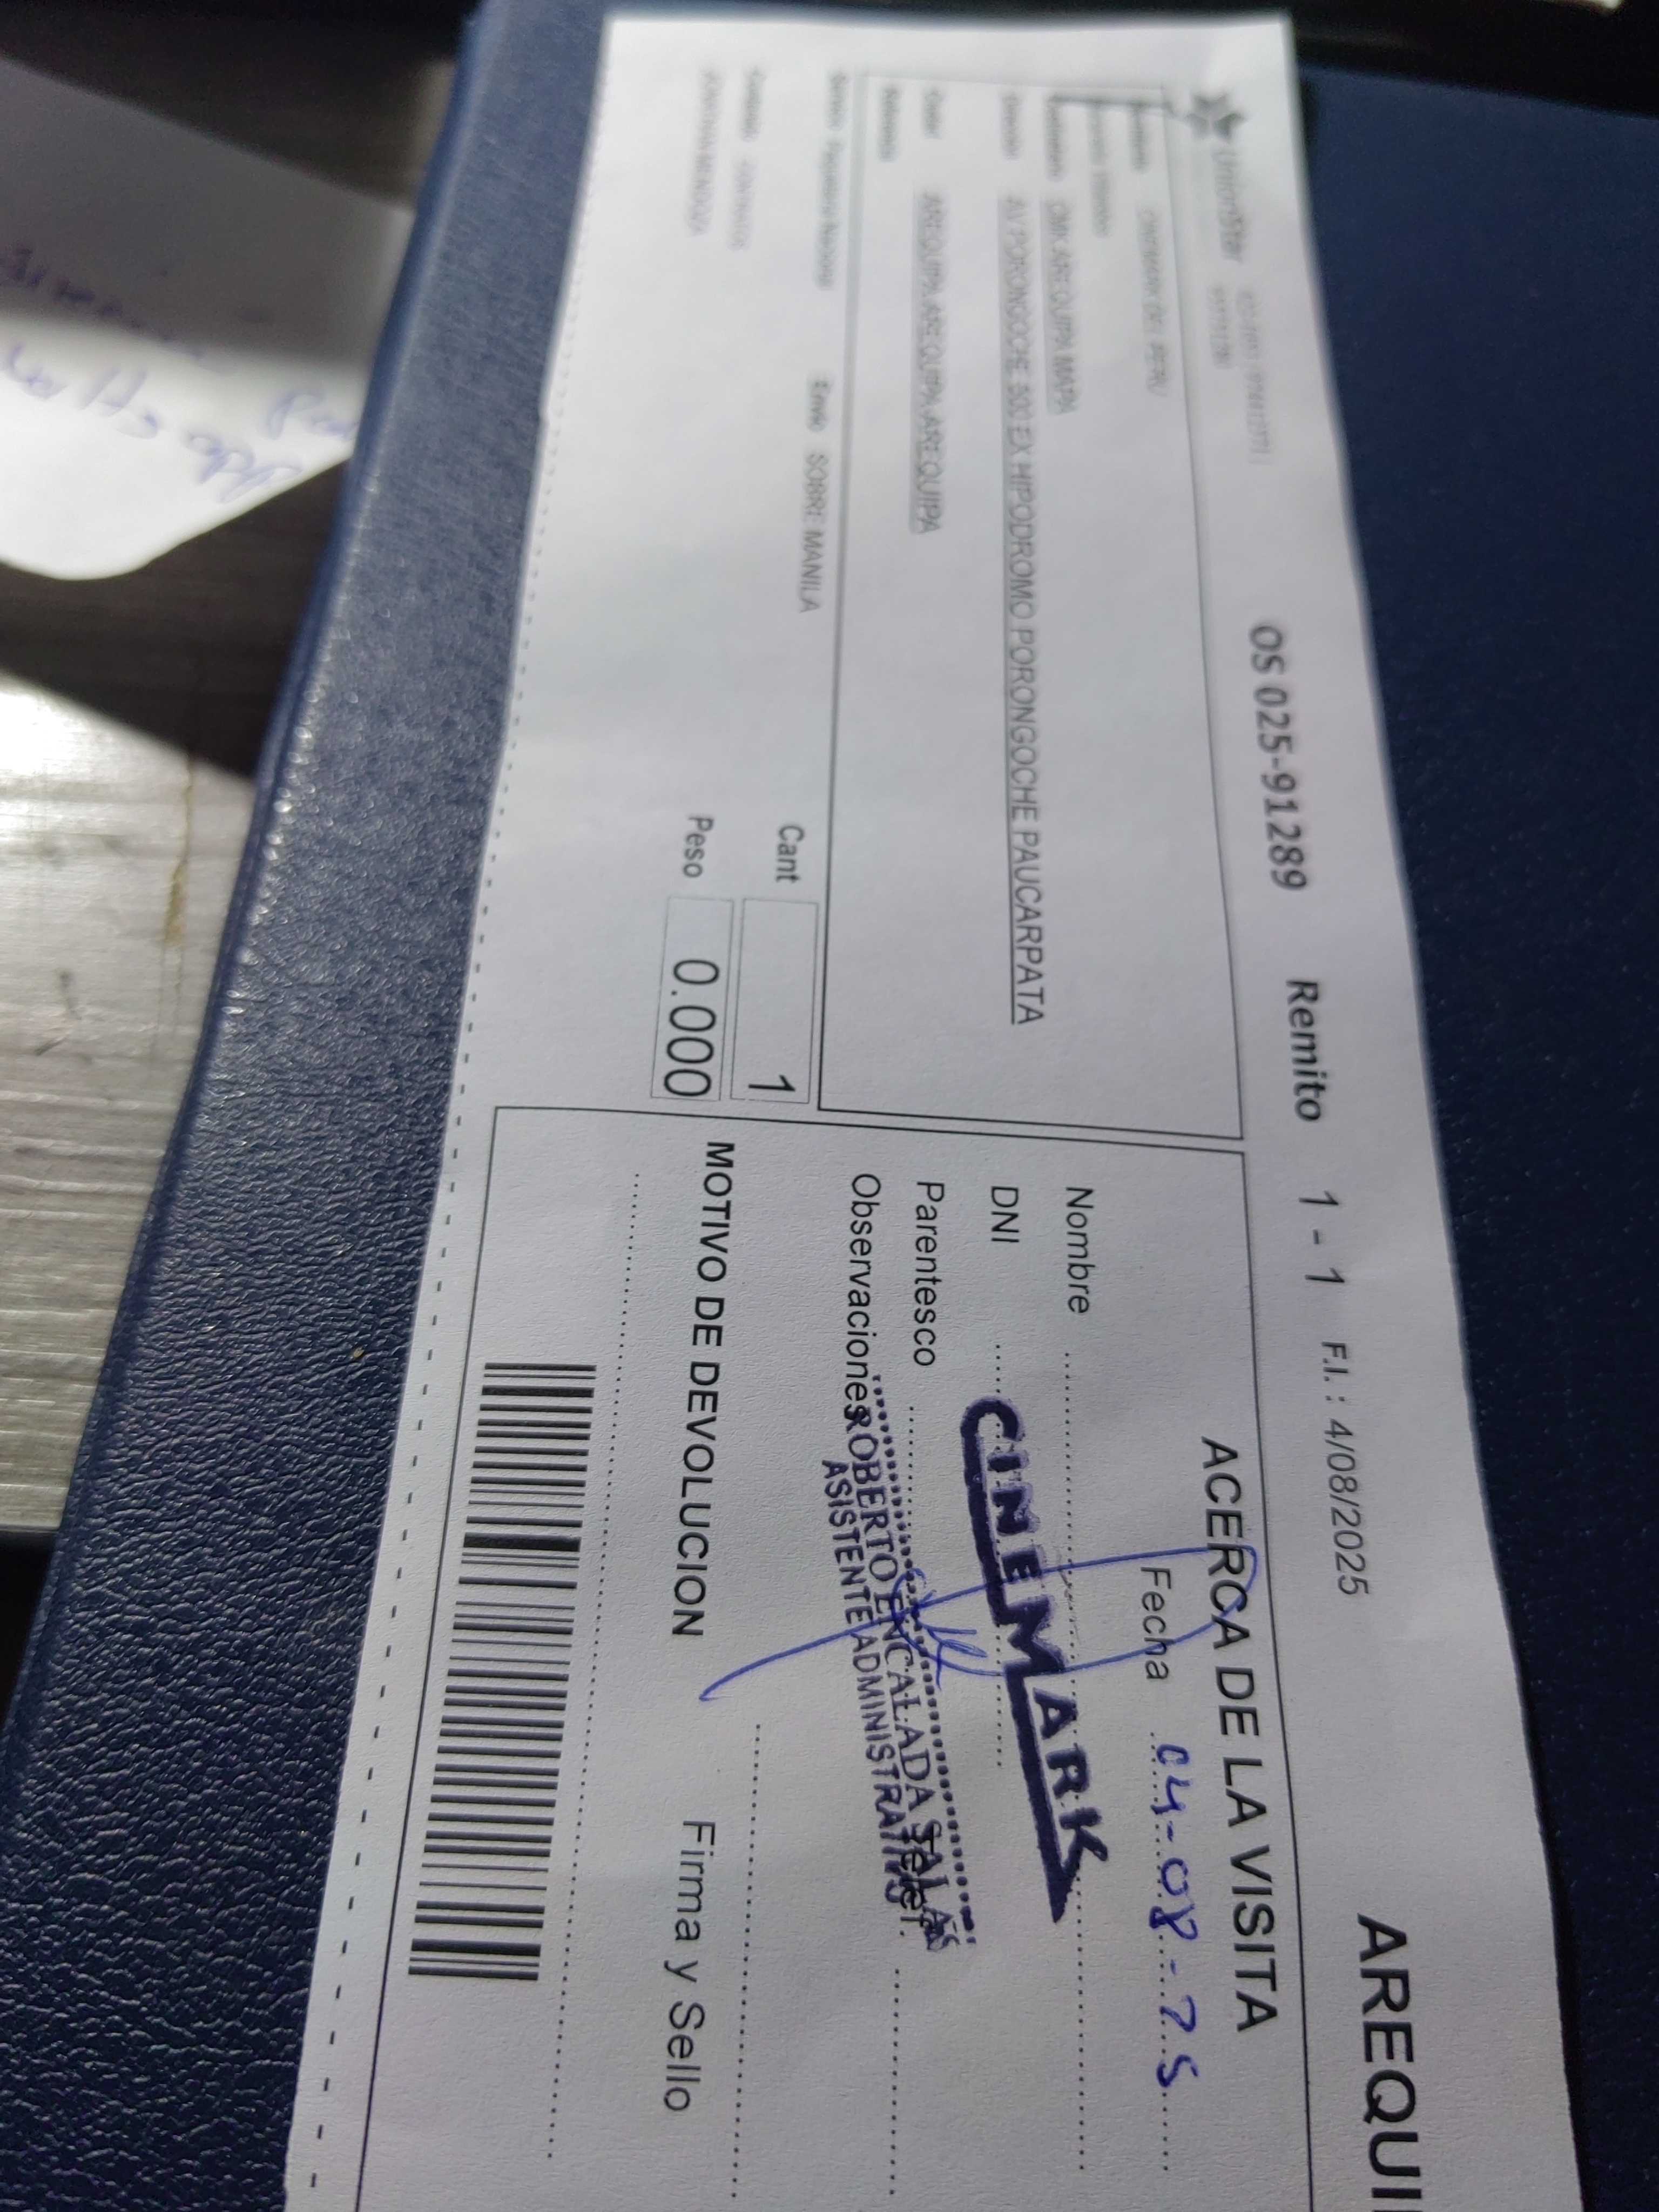 AREQUI
OS 025-91289 Remito 1 - 1 F.I. : 4/08/2025
UnionStar
CINEMARK DEL PERU
CMK AREQUIPA MAPA
AV PORONGOCHE 500 EX HIPODROMO PORONGOCHE PAUCARPATA
AREQUIPA-AREQUIPA-AREQUIPA
Envio SOBRE MANILA
Cant 1
Peso 0.000
ACERCA DE LA VISITA
Fecha 04-08-25
Nombre
DNI
CINEMARK
Parentesco
Observaciones
Telef.
ROBERTO ENCALADA SALAS
ASISTENTE ADMINISTRATIVO
MOTIVO DE DEVOLUCION
Firma y Sello